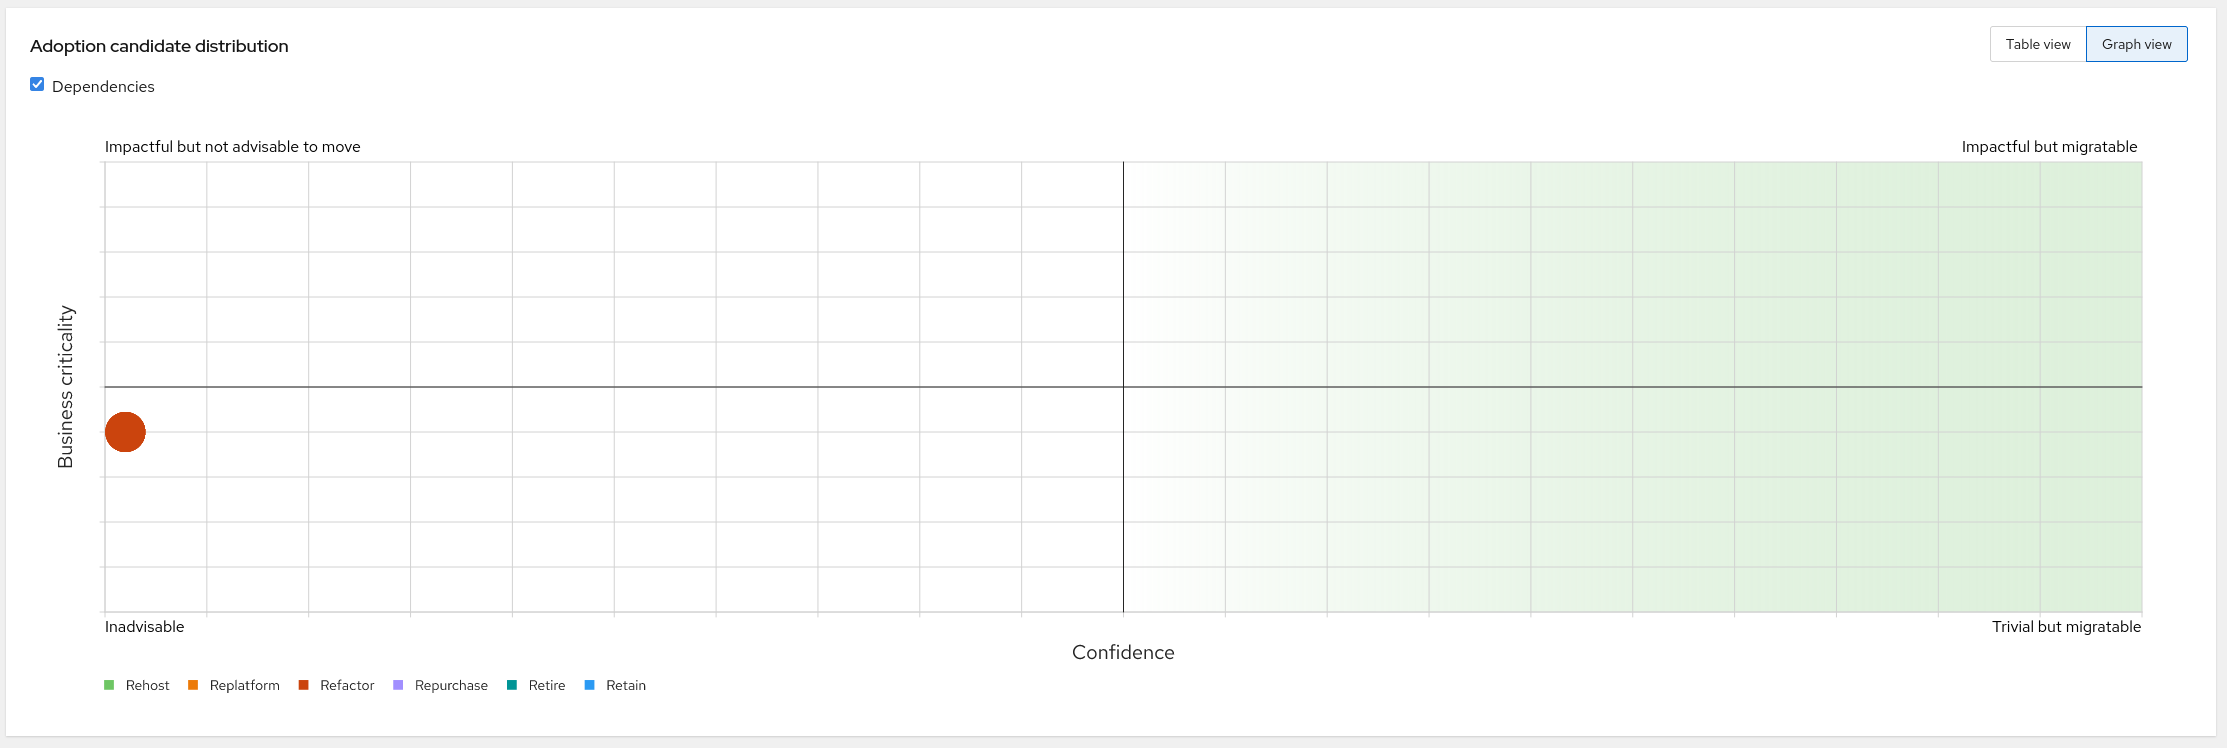 Adoption candidate distribution
Table view
Graph view
Dependencies
Impactful but not advisable to move
Impactful but migratable
Business criticality
Inadvisable
Trivial but migratable
Confidence
Rehost
Replatform
Refactor
Repurchase
Retire
Retain